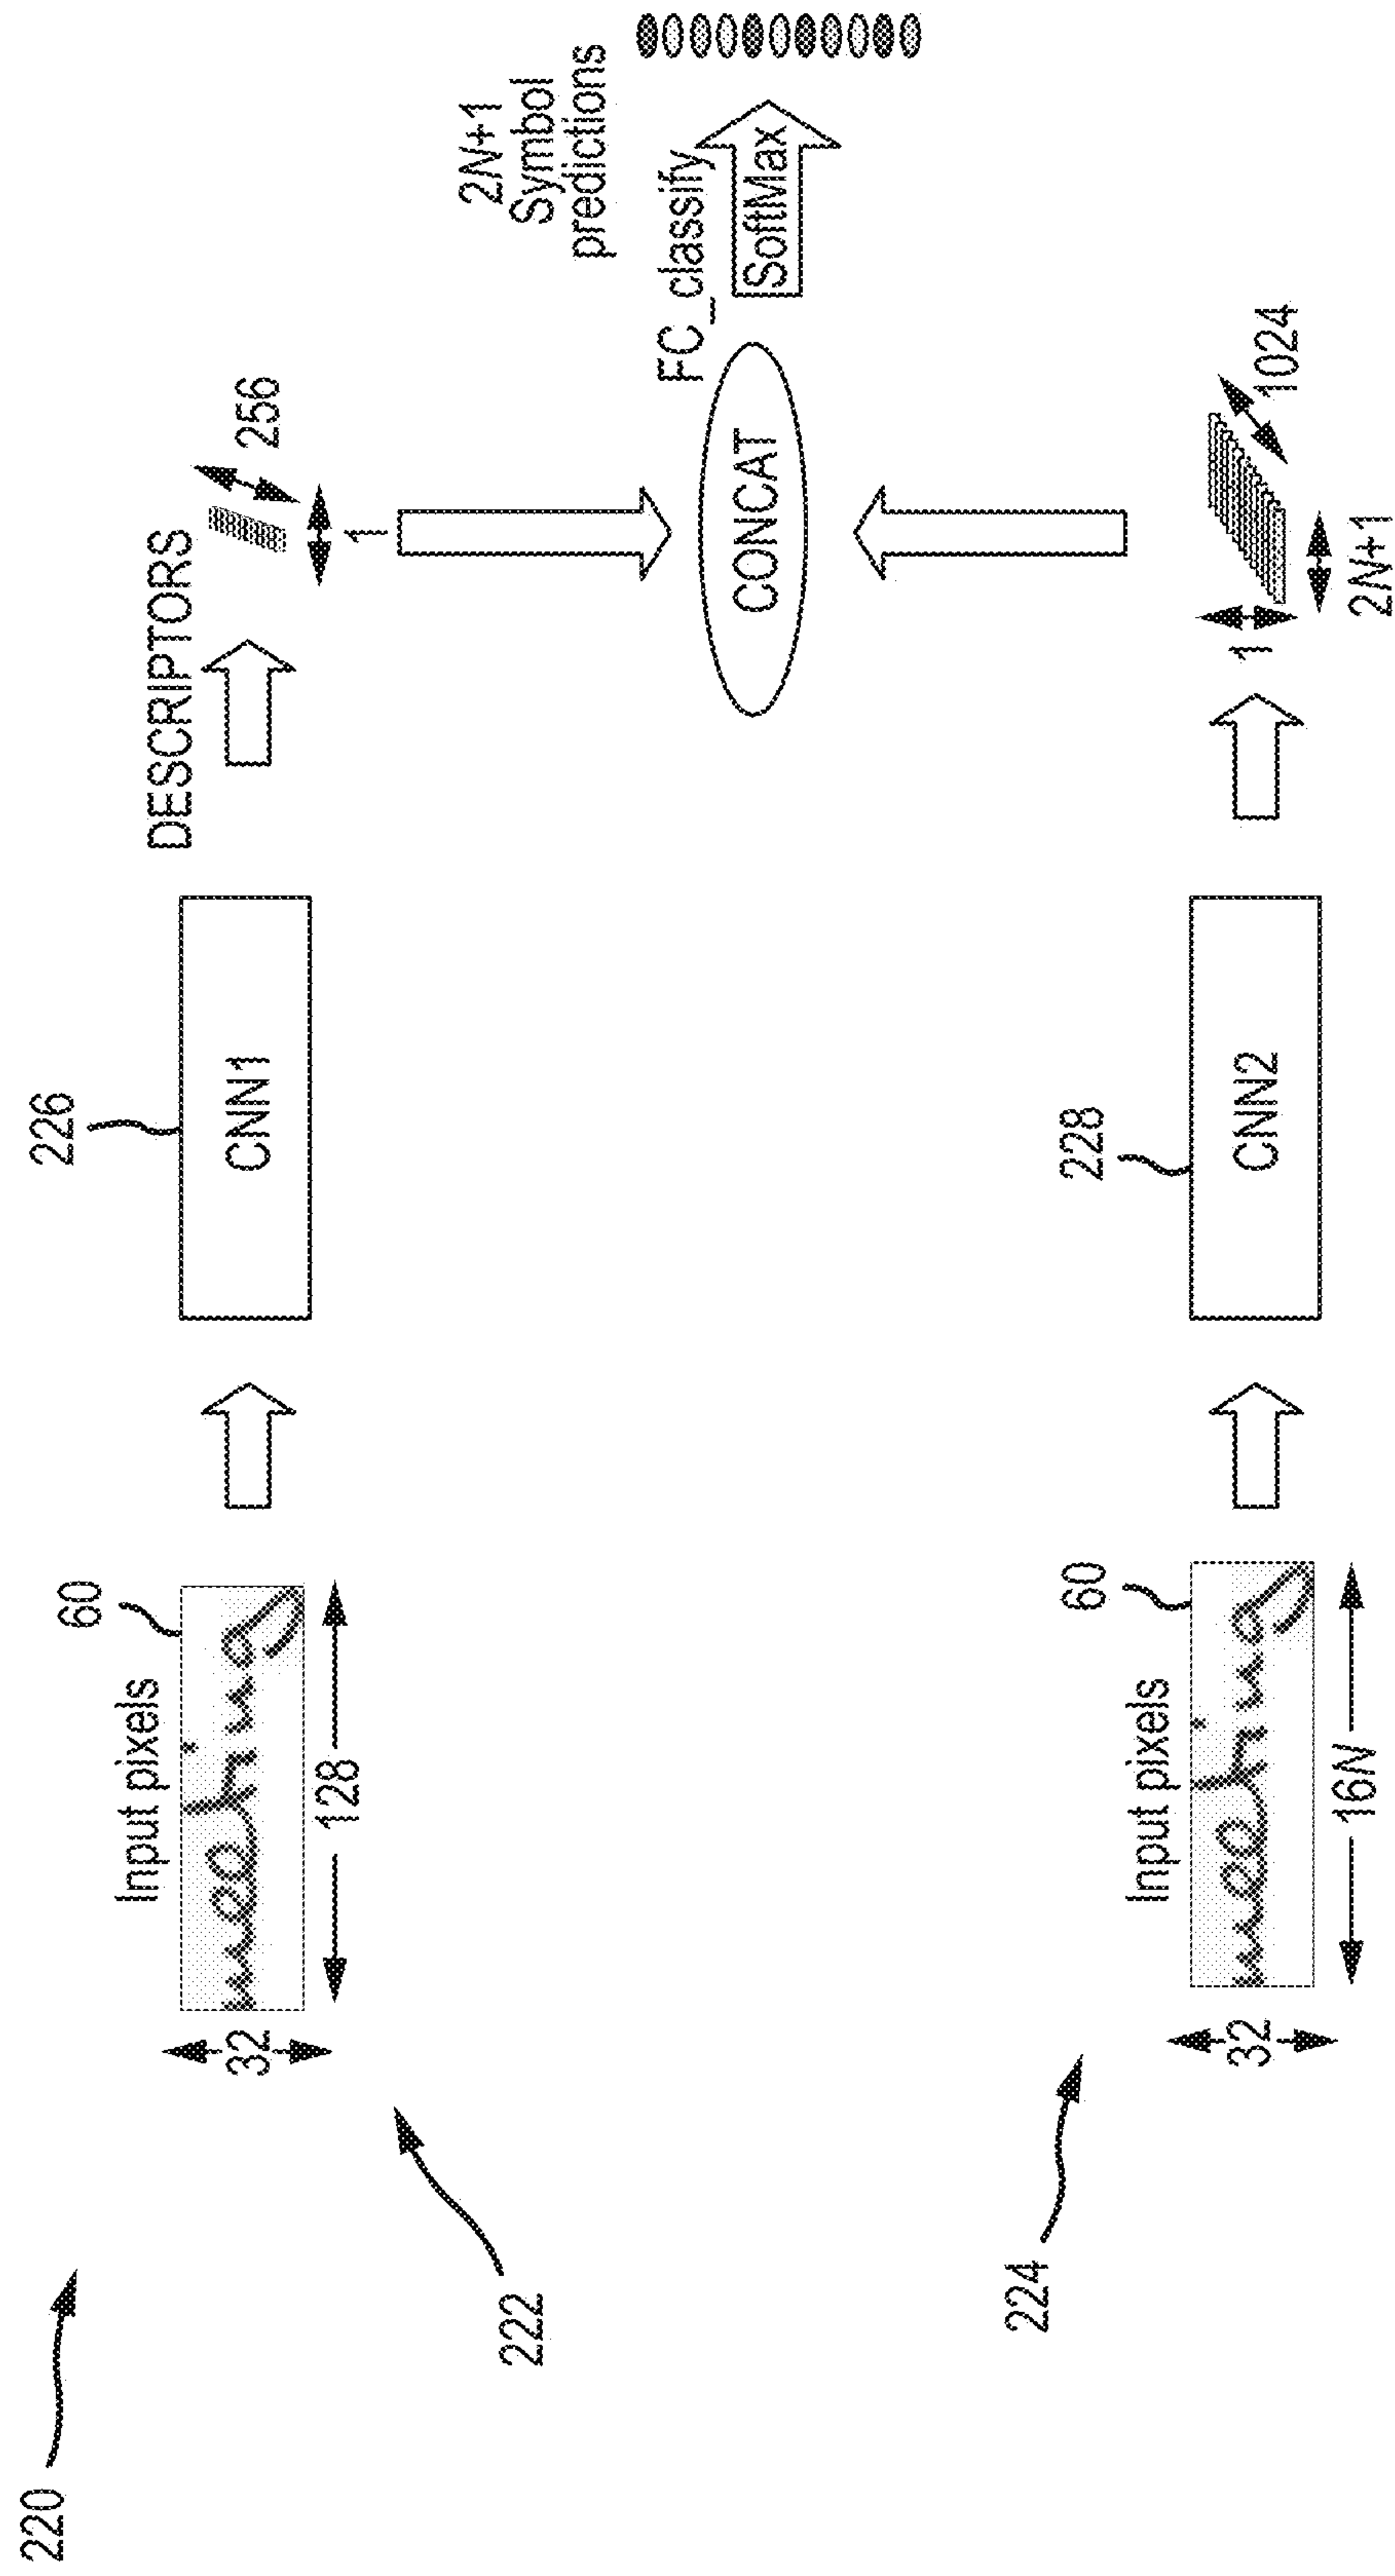 220
222
Input pixels
60
32
128
226
CNN1
DESCRIPTORS
256
1
2N+1
Symbol
predictions
FC_classify
SoftMax
CONCAT
224
Input pixels
60
32
16N
228
CNN2
1
2N+1
1024